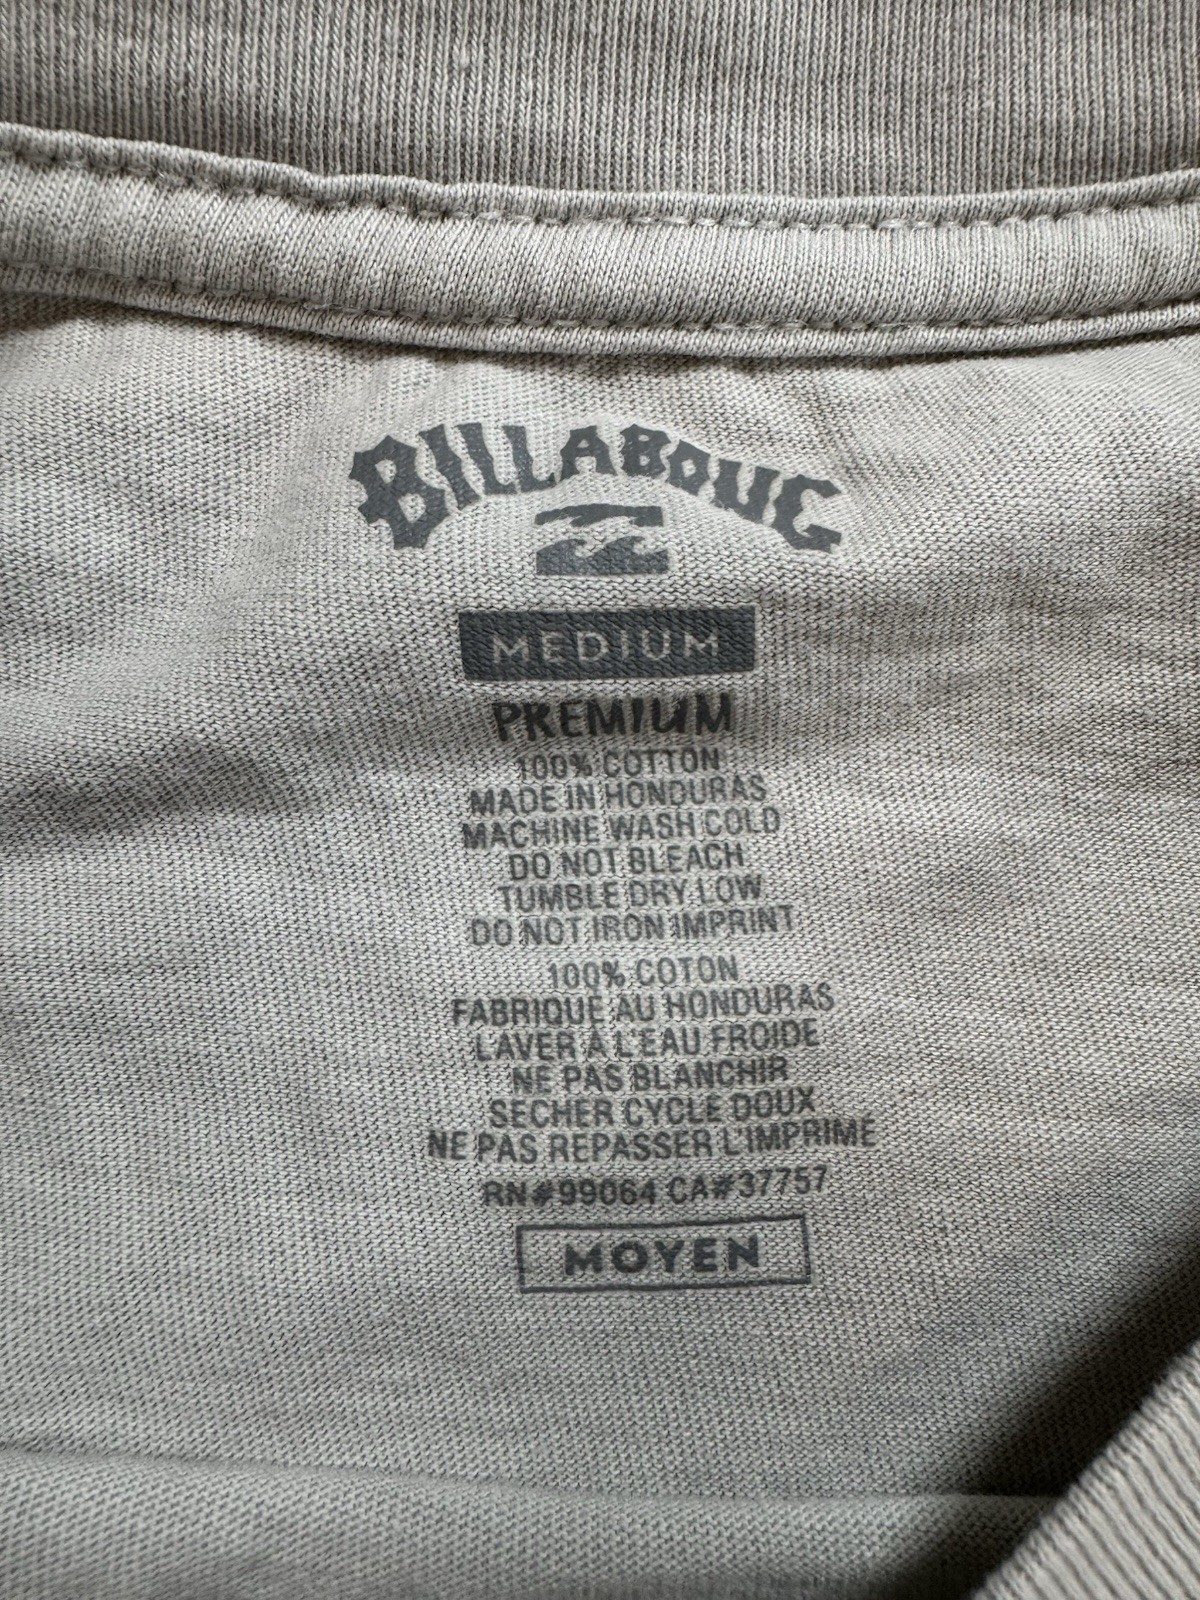 BILLABONG
MEDIUM
PREMIUM
100% COTTON
MADE IN HONDURAS
MACHINE WASH COLD
DO NOT BLEACH
TUMBLE DRY LOW
DO NOT IRON IMPRINT
100% COTON
FABRIQUE AU HONDURAS
LAVER À L'EAU FROIDE
NE PAS BLANCHIR
SECHER CYCLE DOUX
NE PAS REPASSER L'IMPRIMÉ
RN#99064 CA#37757
MOYEN